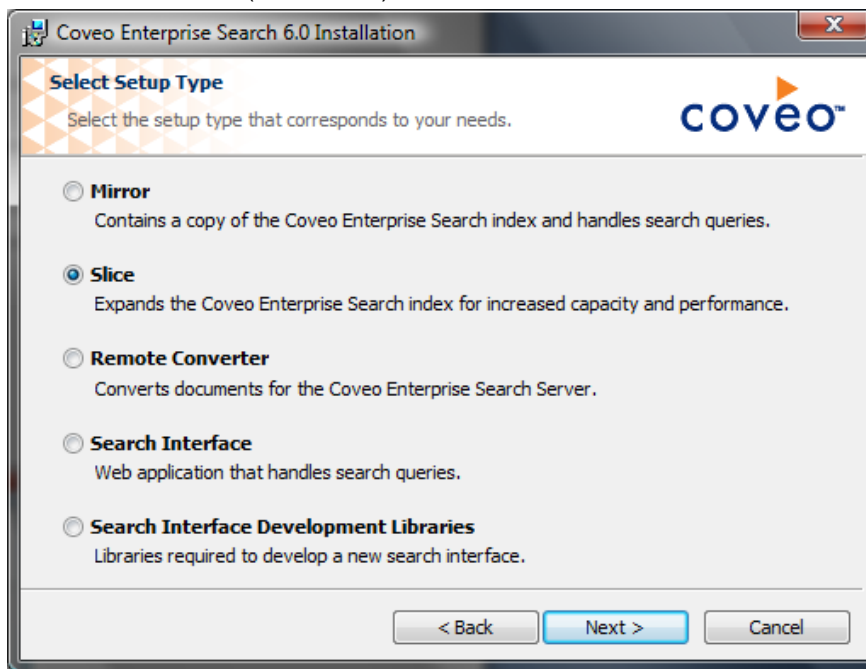 Coveo Enterprise Search 6.0 Installation
Select Setup Type
Select the setup type that corresponds to your needs.
coveo™
Mirror
Contains a copy of the Coveo Enterprise Search index and handles search queries.
Slice
Expands the Coveo Enterprise Search index for increased capacity and performance.
Remote Converter
Converts documents for the Coveo Enterprise Search Server.
Search Interface
Web application that handles search queries.
Search Interface Development Libraries
Libraries required to develop a new search interface.
< Back Next > Cancel